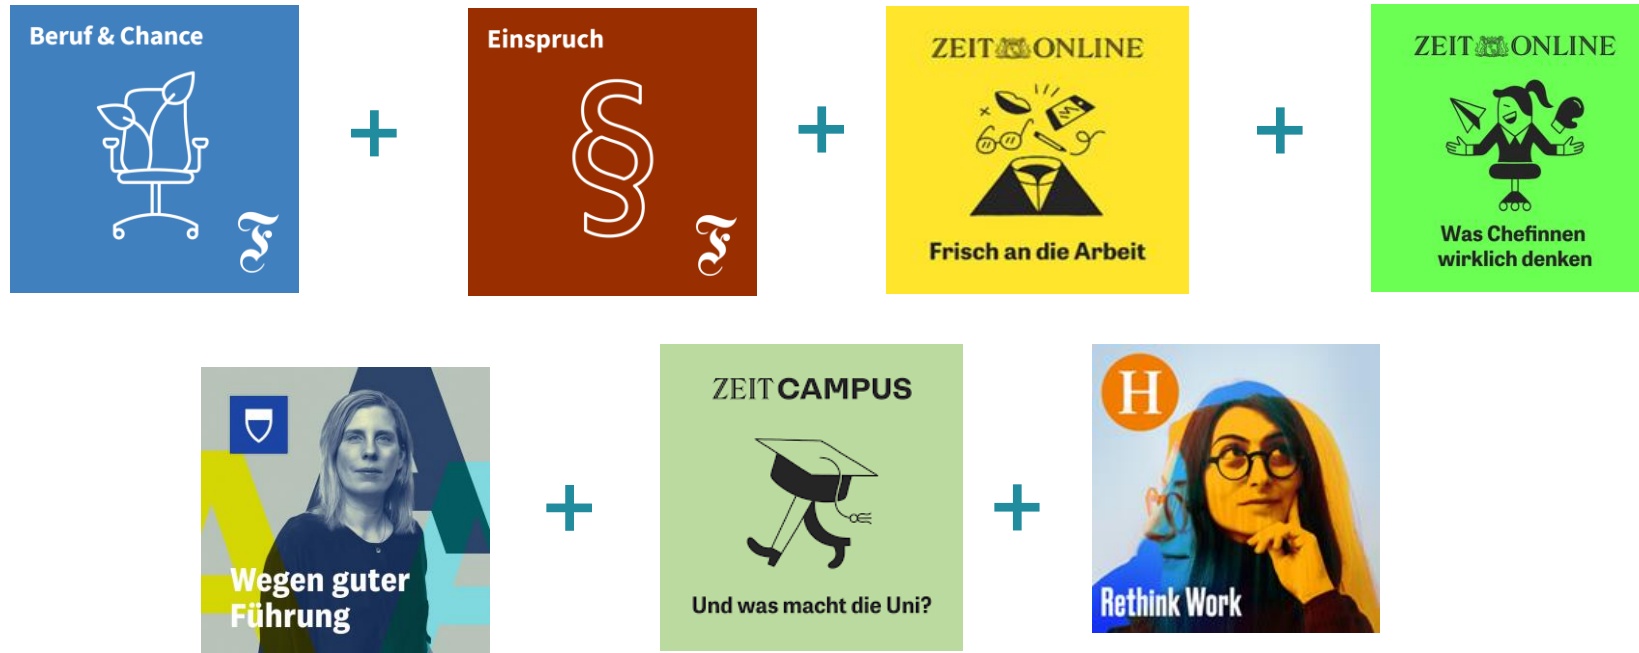 Beruf & Chance
F
+
Einspruch
§
F
+
ZEIT ONLINE
Frisch an die Arbeit
+
ZEIT ONLINE
Was Chefinnen
wirklich denken
Wegen guter
Führung
+
ZEIT CAMPUS
Und was macht die Uni?
+
H
Rethink Work